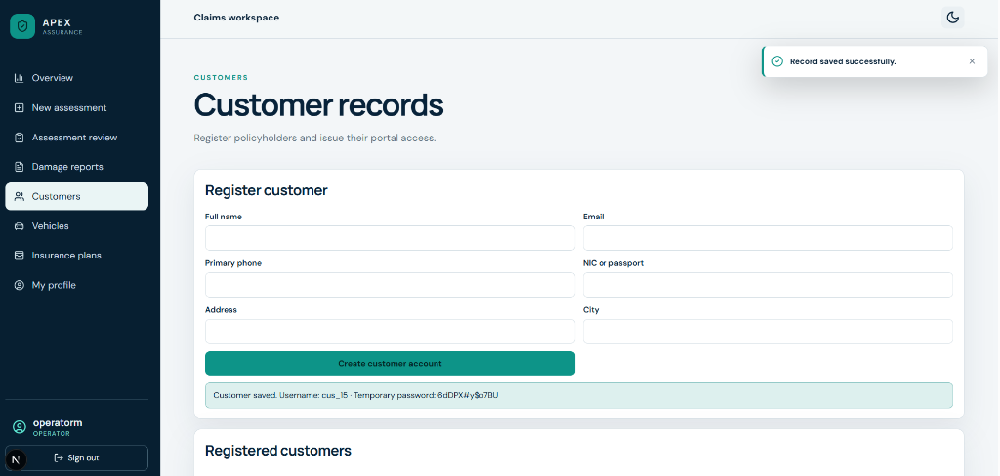 APEX
ASSURANCE
Overview
New assessment
Assessment review
Damage reports
Customers
Vehicles
Insurance plans
My profile
operatorm
OPERATOR
N
Sign out
Claims workspace
Record saved successfully.
CUSTOMERS
Customer records
Register policyholders and issue their portal access.
Register customer
Full name
Email
Primary phone
NIC or passport
Address
City
Create customer account
Customer saved. Username: cus_15 · Temporary password: 6dDPX#y$o7BU
Registered customers